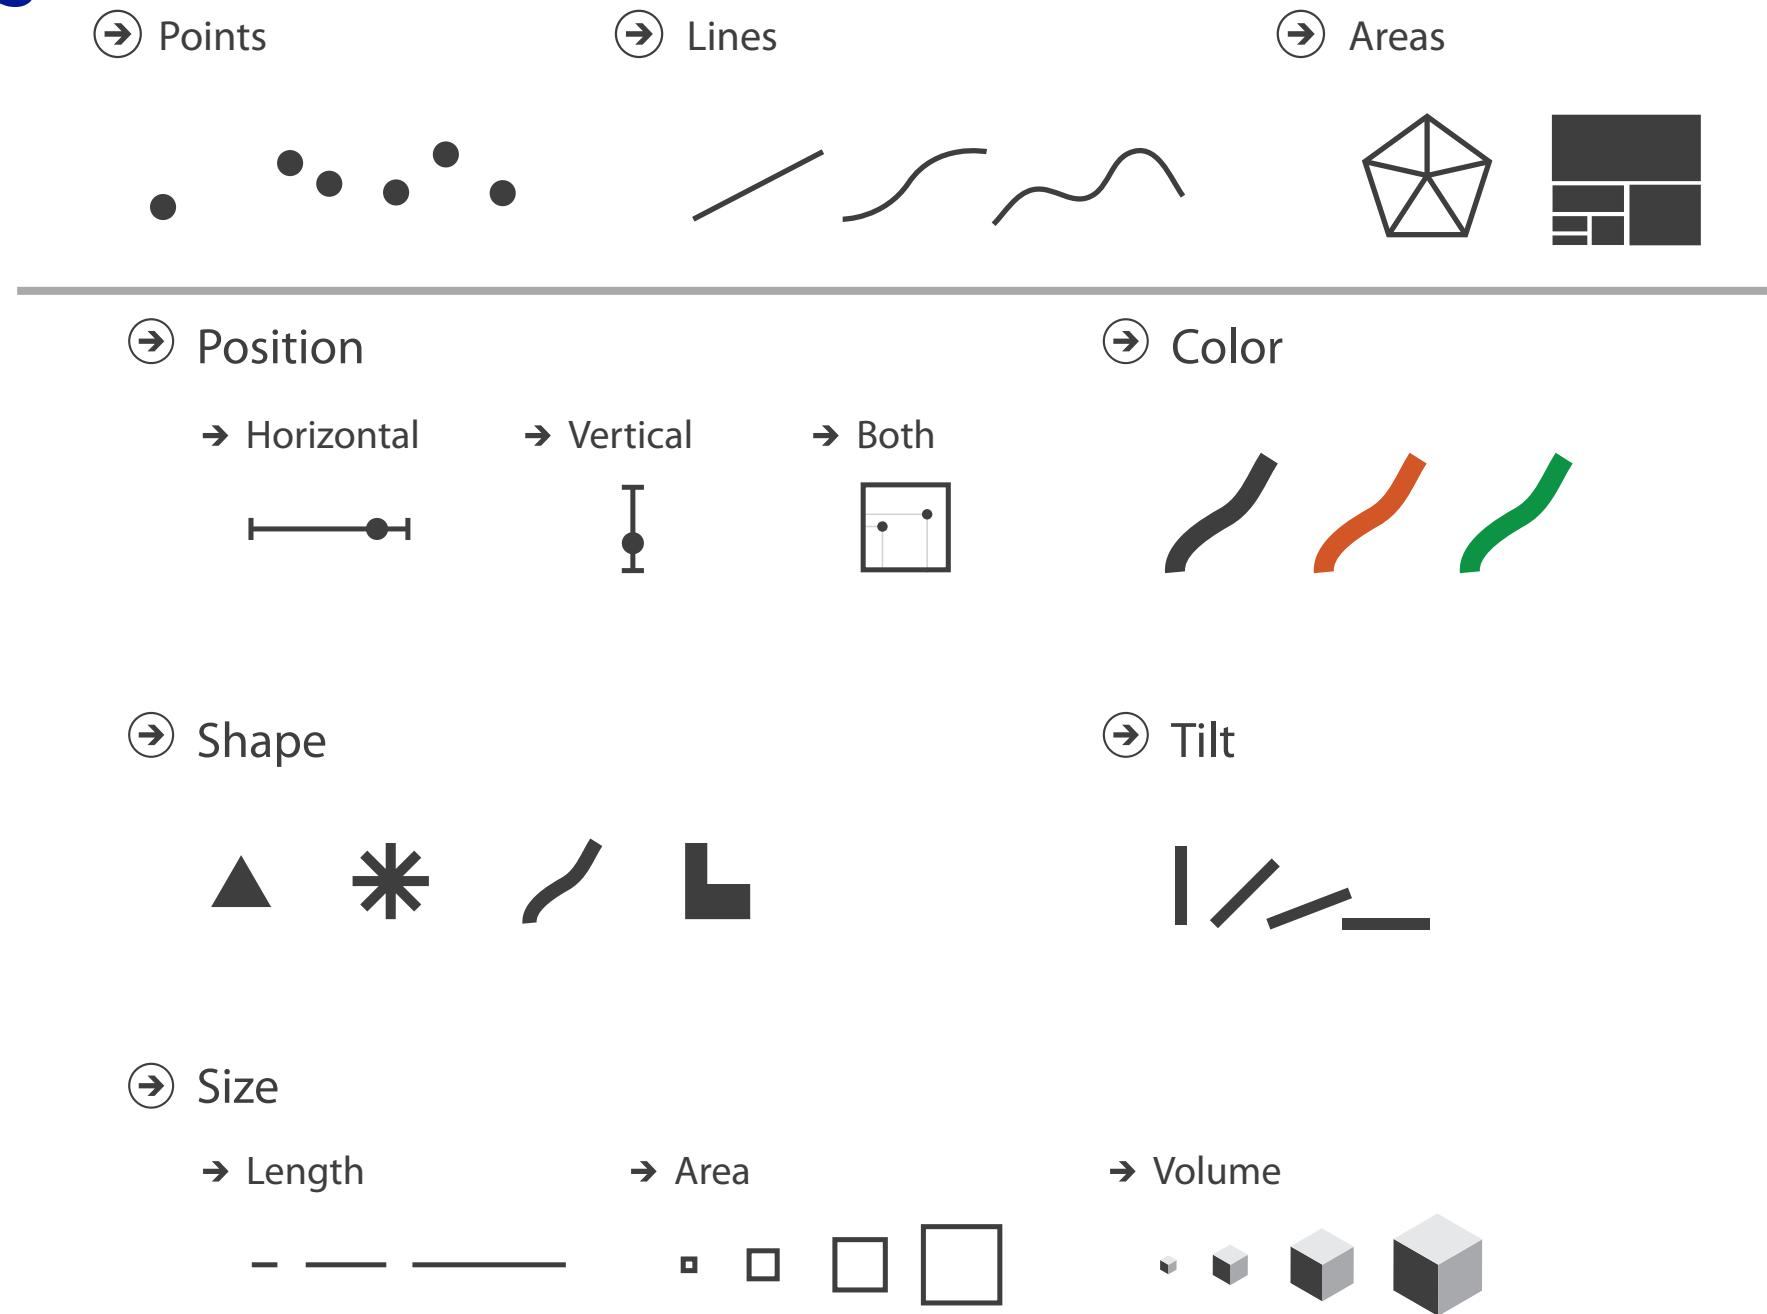 Points
Lines
Areas
Position
Color
Horizontal
Vertical
Both
Shape
Tilt
Size
Length
Area
Volume